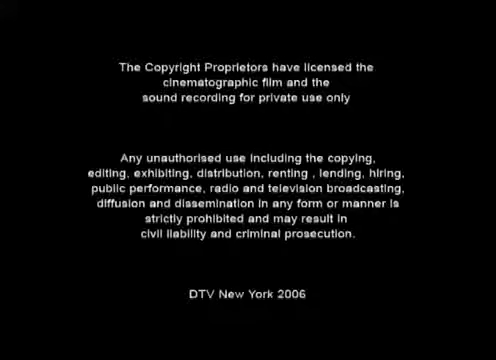 The Copyright Proprietors have licensed the
cinematographic film and the
sound recording for private use only
Any unauthorised use including the copying,
editing, exhibiting, distribution, renting , lending, hiring,
public performance, radio and television broadcasting,
diffusion and dissemination in any form or manner is
strictly prohibited and may result in
civil liability and criminal prosecution.
DTV New York 2006